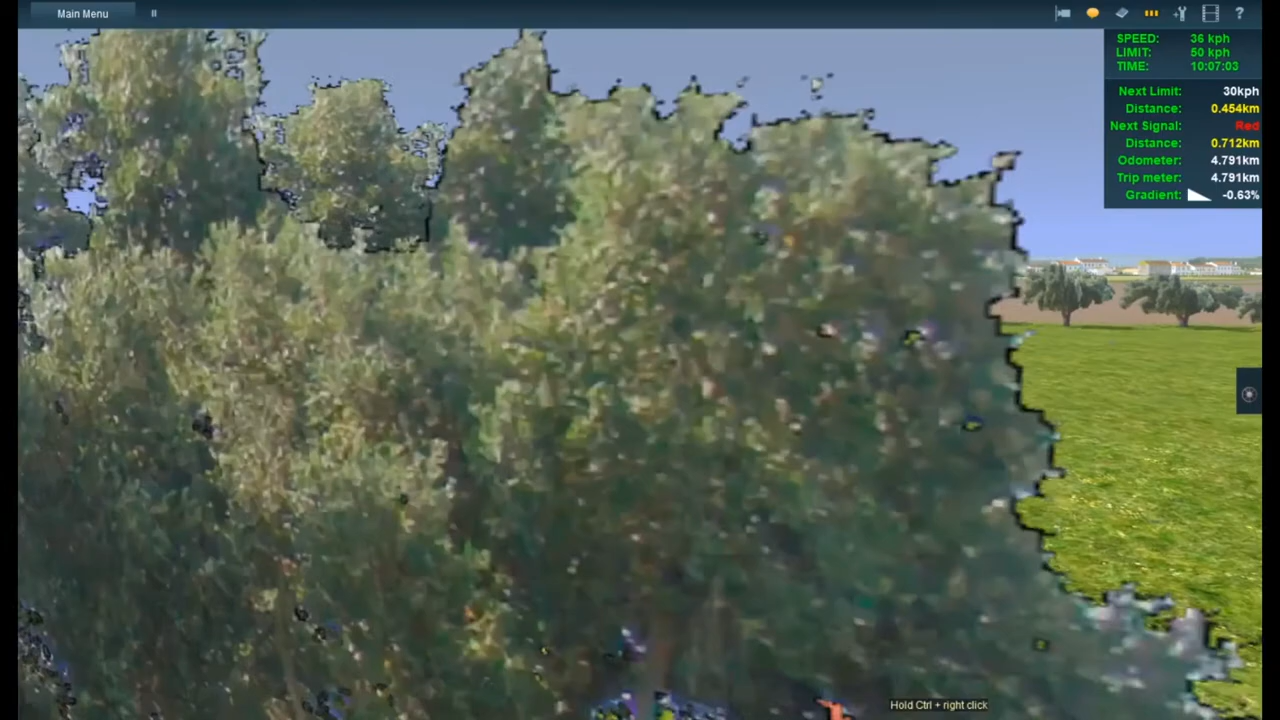 Main Menu
?
SPEED: 36 kph
LIMIT: 50 kph
TIME: 10:07:03
Next Limit: 30kph
Distance: 0.454km
Next Signal: Red
Distance: 0.712km
Odometer: 4.791km
Trip meter: 4.791km
Gradient: -0.63%
Hold Ctrl + right click